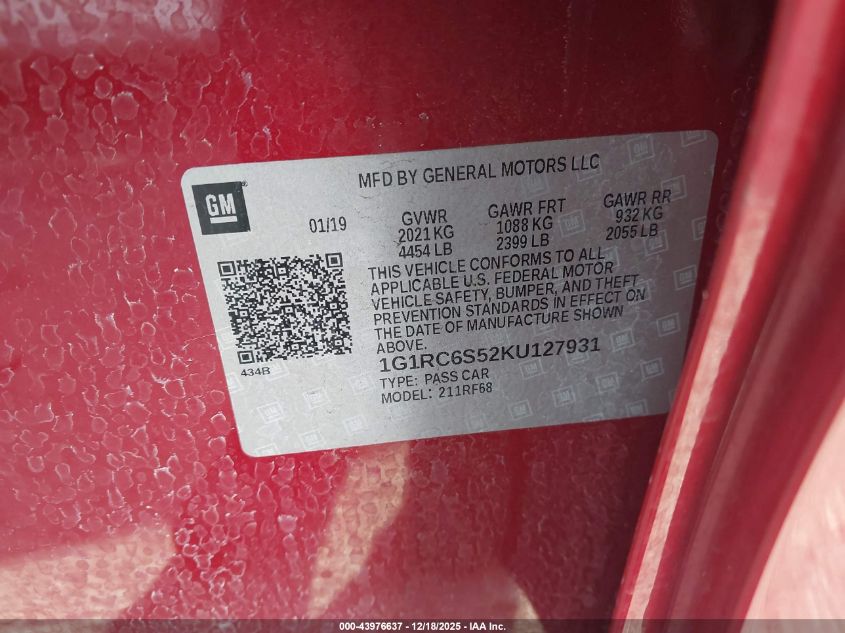 MFD BY GENERAL MOTORS LLC
GM
01/19
GVWR
2021 KG
4454 LB
GAWR FRT
1088 KG
2399 LB
GAWR RR
932 KG
2055 LB
THIS VEHICLE CONFORMS TO ALL
APPLICABLE U.S. FEDERAL MOTOR
VEHICLE SAFETY, BUMPER, AND THEFT
PREVENTION STANDARDS IN EFFECT ON
THE DATE OF MANUFACTURE SHOWN
ABOVE.
434B
1G1RC6S52KU127931
TYPE: PASS CAR
MODEL: 211RF68
000-43976637 - 12/18/2025 - IAA Inc.